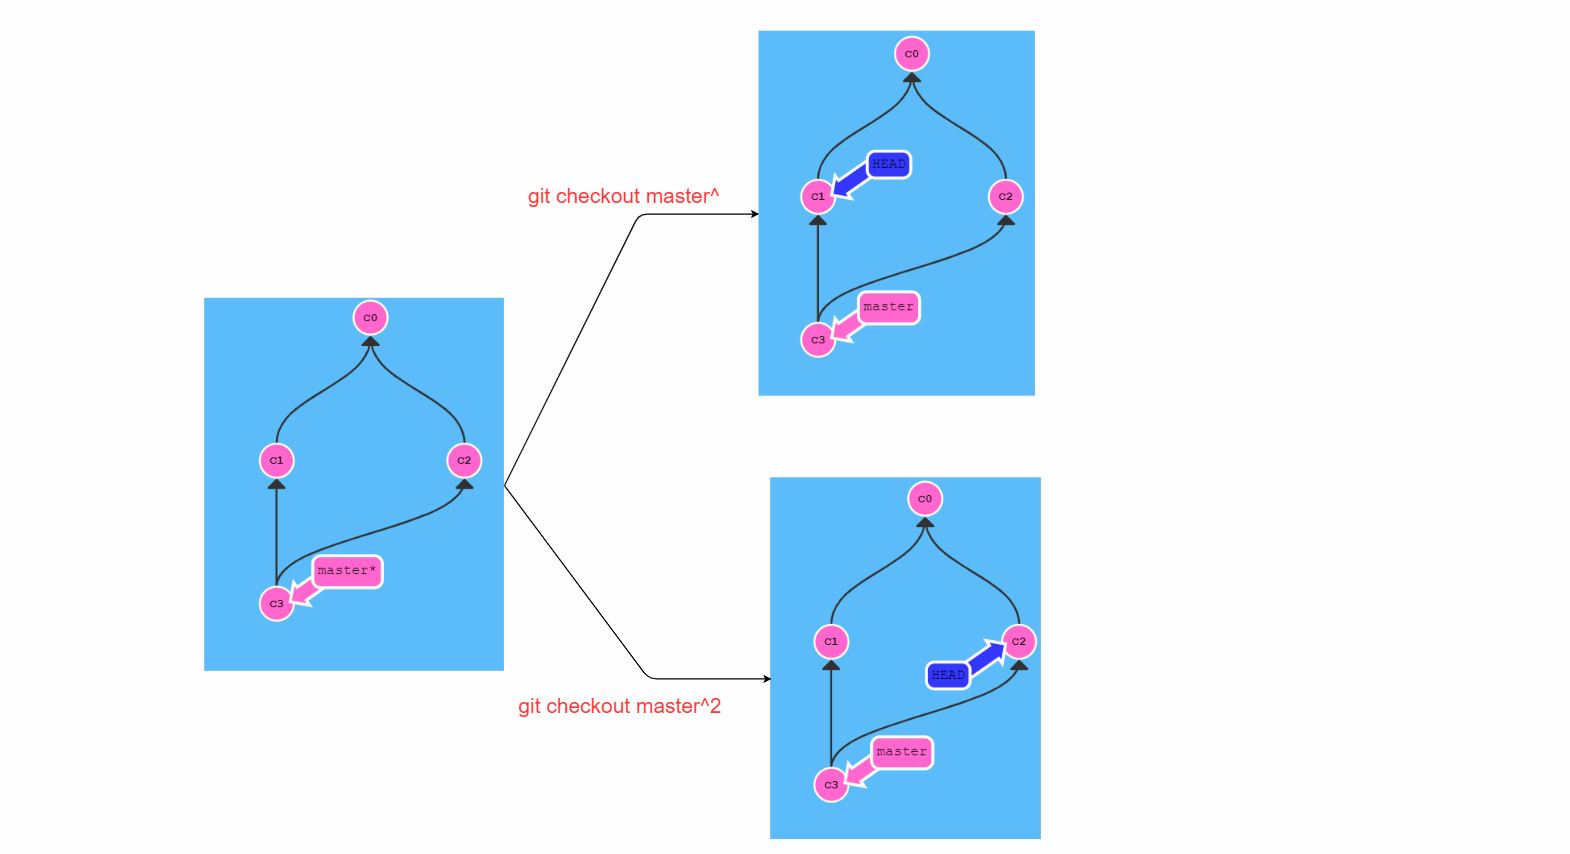 c0
c1
c2
master*
c3
git checkout master^
c0
HEAD
c1
c2
master
c3
git checkout master^2
c0
c1
c2
HEAD
master
c3